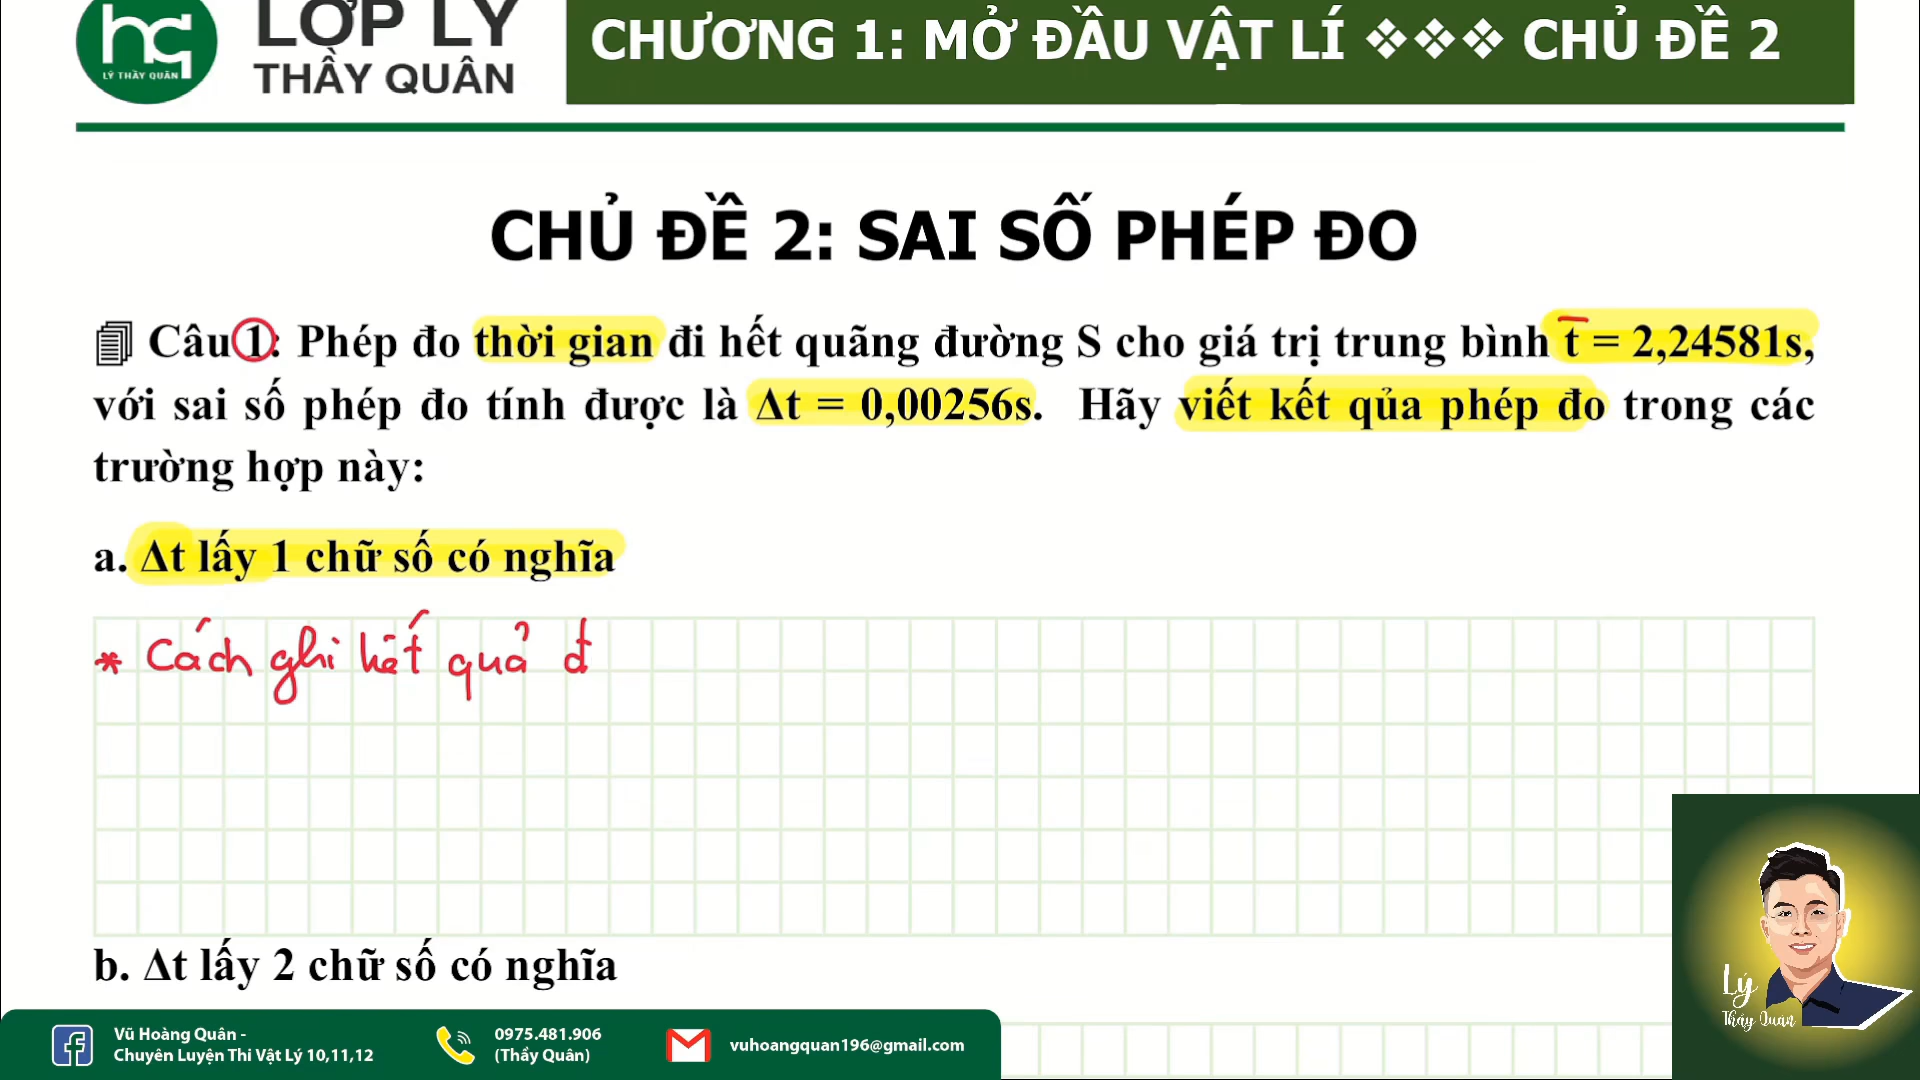 LỚP LÝ
THẦY QUÂN
LÝ THẦY QUÂN
CHƯƠNG 1: MỞ ĐẦU VẬT LÍ ❖❖❖ CHỦ ĐỀ 2
CHỦ ĐỀ 2: SAI SỐ PHÉP ĐO
Câu 1: Phép đo thời gian đi hết quãng đường S cho giá trị trung bình t̅ = 2,24581s,
với sai số phép đo tính được là Δt = 0,00256s. Hãy viết kết qủa phép đo trong các
trường hợp này:
a. Δt lấy 1 chữ số có nghĩa
* Cách ghi kết quả đ
b. Δt lấy 2 chữ số có nghĩa
Lý
Thầy Quân
Vũ Hoàng Quân -
Chuyên Luyện Thi Vật Lý 10,11,12
0975.481.906
(Thầy Quân)
vuhoangquan196@gmail.com